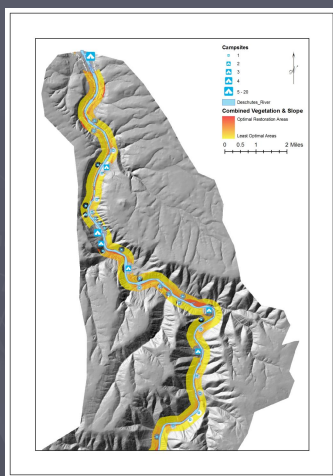 Campsites
1
2
3
4
5 - 20
Deschutes_River
Combined Vegetation & Slope
Optimal Restoration Areas
Least Optimal Areas
0 0.5 1 2 Miles